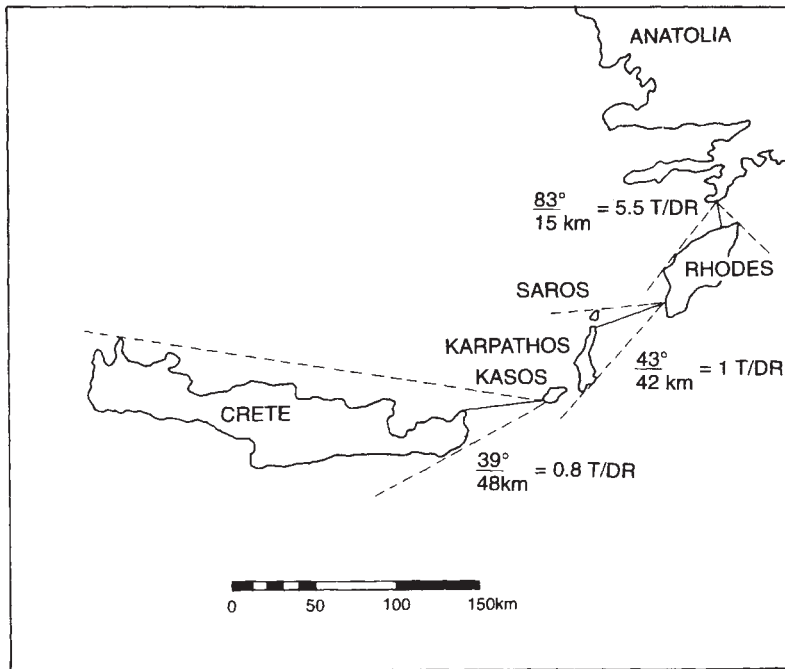 ANATOLIA
83°
15 km = 5.5 T/DR
RHODES
SAROS
KARPATHOS
43°
42 km = 1 T/DR
KASOS
CRETE
39°
48km = 0.8 T/DR
0 50 100 150km